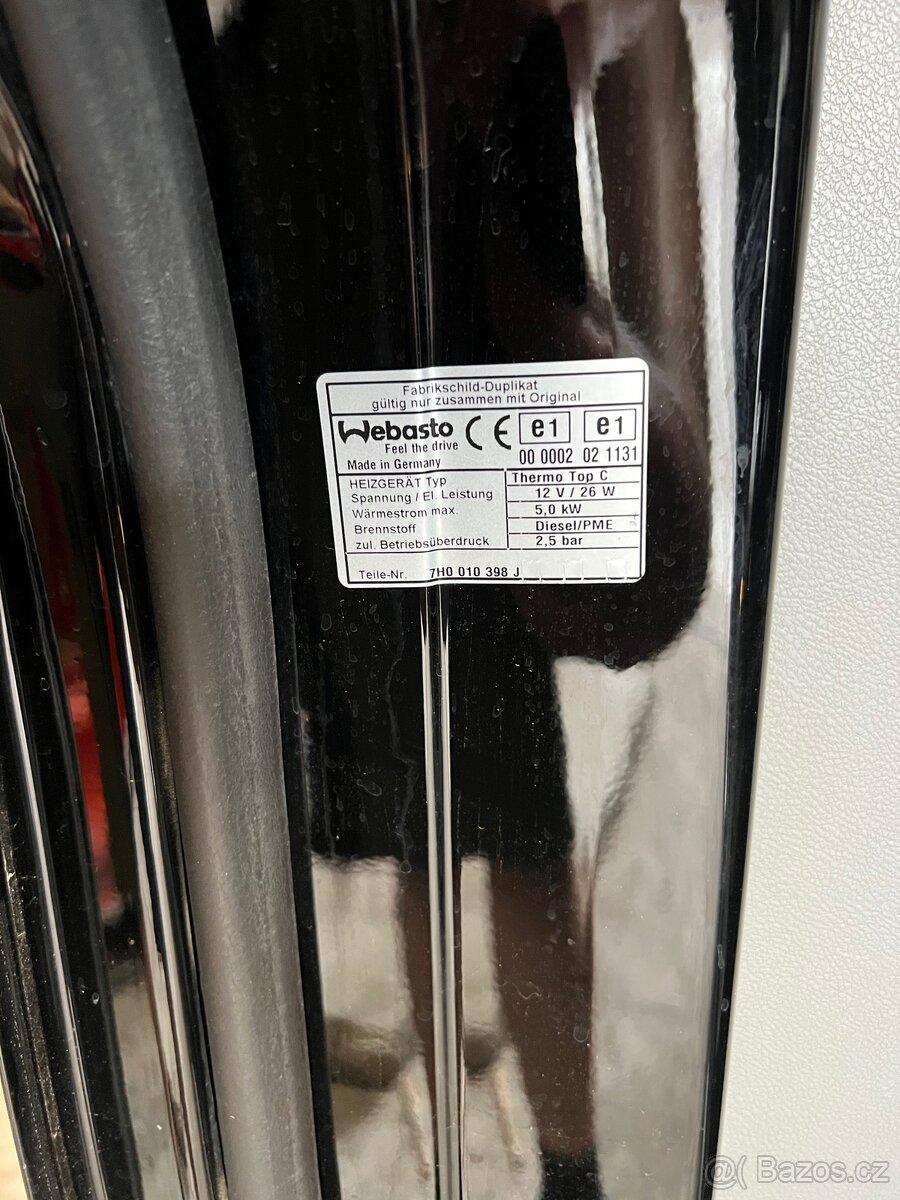 Fabrikschild-Duplikat
gültig nur zusammen mit Original
Webasto CE e1 e1
Feel the drive 00 0002 02 1131
Made in Germany
HEIZGERÄT Typ Thermo Top C
Spannung / El. Leistung 12 V / 26 W
Wärmestrom max. 5,0 kW
Brennstoff Diesel/PME
zul. Betriebsüberdruck 2,5 bar
Teile-Nr. 7H0 010 398 J
Bazos.cz